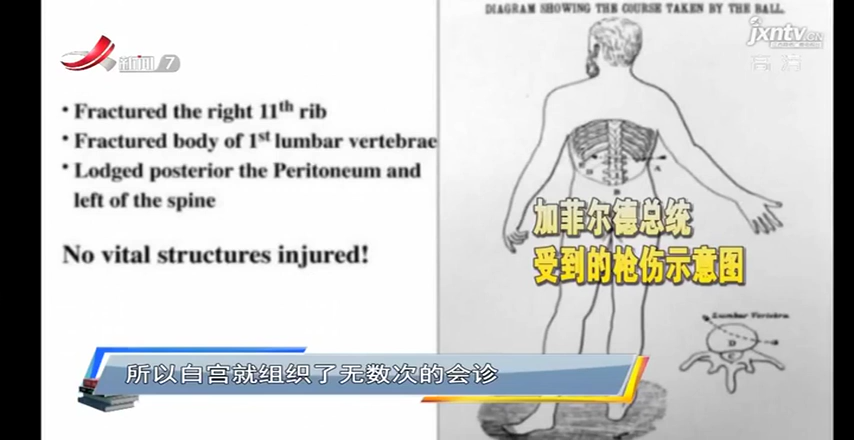 DIAGRAM SHOWING THE COURSE TAKEN BY THE BALL.
jxntv.CN
高清
新闻 7
• Fractured the right 11th rib
• Fractured body of 1st lumbar vertebrae
• Lodged posterior the Peritoneum and
left of the spine
No vital structures injured!
A
D
B
加菲尔德总统
受到的枪伤示意图
Lumbar Vertebra
D
C
所以白宫就组织了无数次的会诊